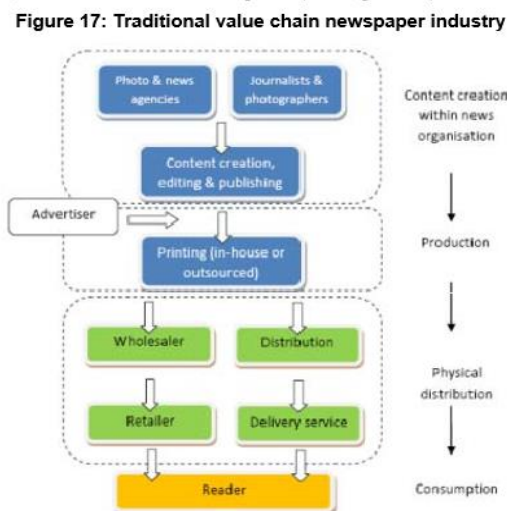 Figure 17: Traditional value chain newspaper industry
Photo & news
agencies
Journalists &
photographers
Content creation
within news
organisation
Content creation,
editing & publishing
Advertiser
Production
Printing (in-house or
outsourced)
Wholesaler
Distribution
Physical
distribution
Retailer
Delivery service
Reader
Consumption